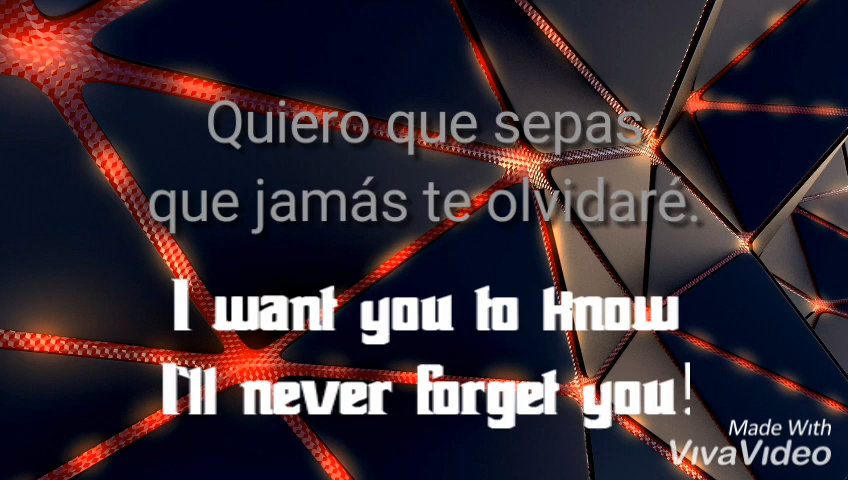 Quiero que sepas
que jamás te olvidaré.
I want you to know
I'll never forget you!
Made With
VivaVideo